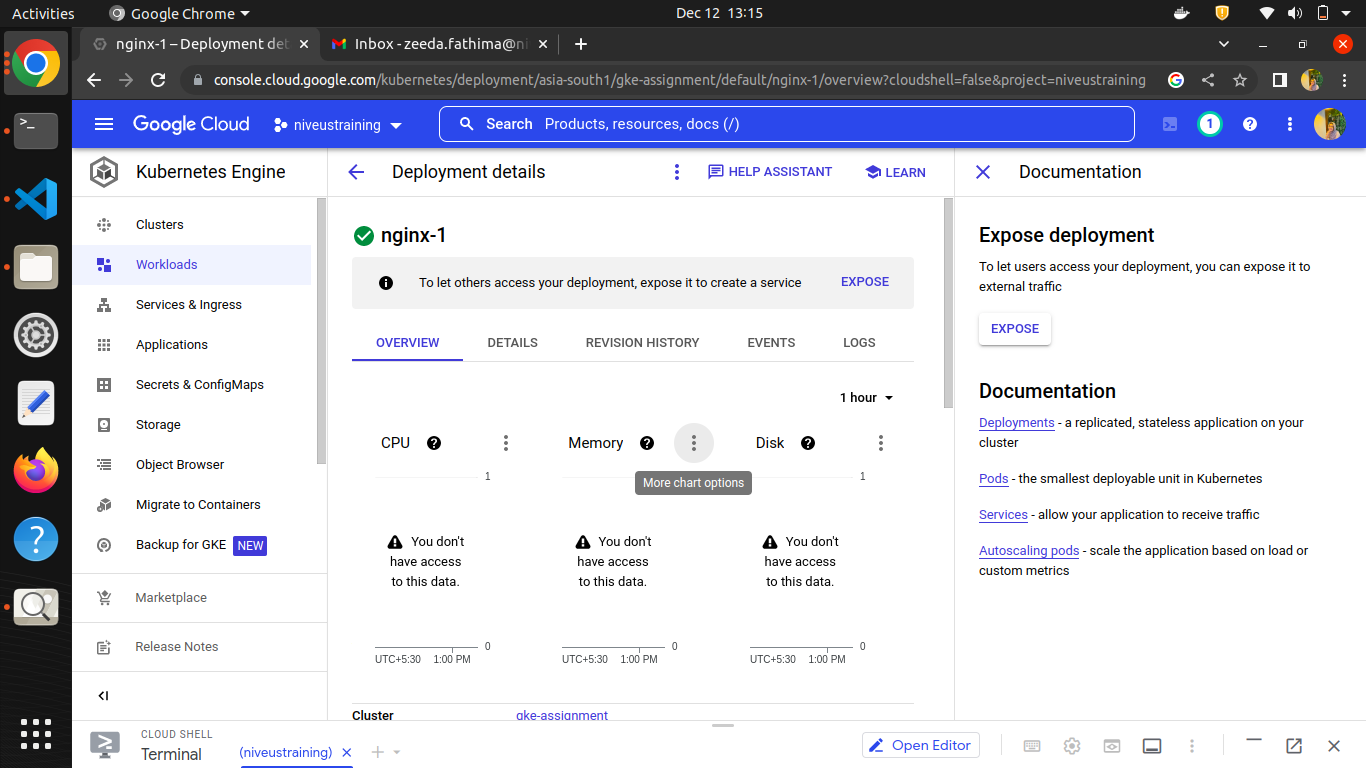 Activities
Google Chrome
Dec 12 13:15
nginx-1 – Deployment det
Inbox - zeeda.fathima@ni
console.cloud.google.com/kubernetes/deployment/asia-south1/gke-assignment/default/nginx-1/overview?cloudshell=false&project=niveustraining
Google Cloud
niveustraining
Search Products, resources, docs (/)
1
Kubernetes Engine
Clusters
Workloads
Services & Ingress
Applications
Secrets & ConfigMaps
Storage
Object Browser
Migrate to Containers
Backup for GKE NEW
Marketplace
Release Notes
Deployment details
HELP ASSISTANT
LEARN
nginx-1
To let others access your deployment, expose it to create a service
EXPOSE
OVERVIEW
DETAILS
REVISION HISTORY
EVENTS
LOGS
1 hour
CPU
1
You don't
have access
to this data.
0
UTC+5:30 1:00 PM
Memory
More chart options
You don't
have access
to this data.
0
UTC+5:30 1:00 PM
Disk
1
You don't
have access
to this data.
0
UTC+5:30 1:00 PM
Cluster
gke-assignment
Documentation
Expose deployment
To let users access your deployment, you can expose it to
external traffic
EXPOSE
Documentation
Deployments - a replicated, stateless application on your
cluster
Pods - the smallest deployable unit in Kubernetes
Services - allow your application to receive traffic
Autoscaling pods - scale the application based on load or
custom metrics
CLOUD SHELL
Terminal
(niveustraining)
Open Editor